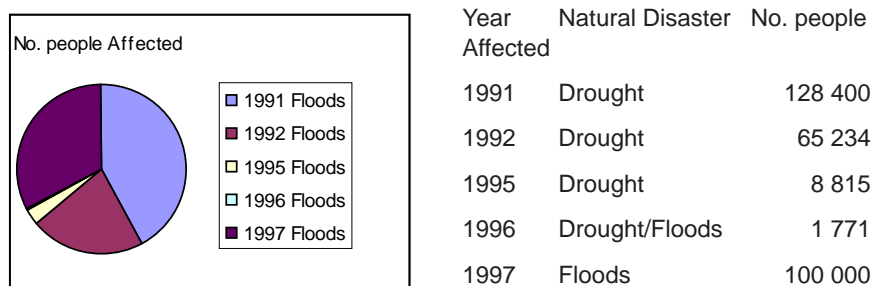 No. people Affected
1991 Floods
1992 Floods
1995 Floods
1996 Floods
1997 Floods
Year Natural Disaster No. people
Affected
1991 Drought 128 400
1992 Drought 65 234
1995 Drought 8 815
1996 Drought/Floods 1 771
1997 Floods 100 000